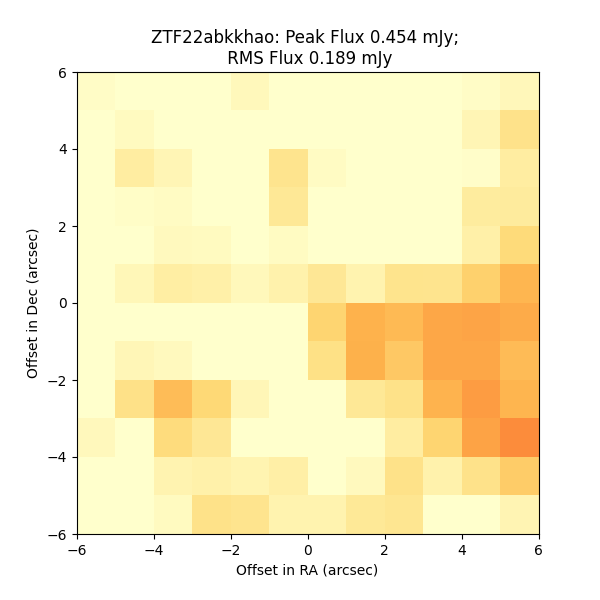 ZTF22abkkhao: Peak Flux 0.454 mJy;
RMS Flux 0.189 mJy
6
4
2
0
−2
−4
−6
Offset in Dec (arcsec)
−6 −4 −2 0 2 4 6
Offset in RA (arcsec)